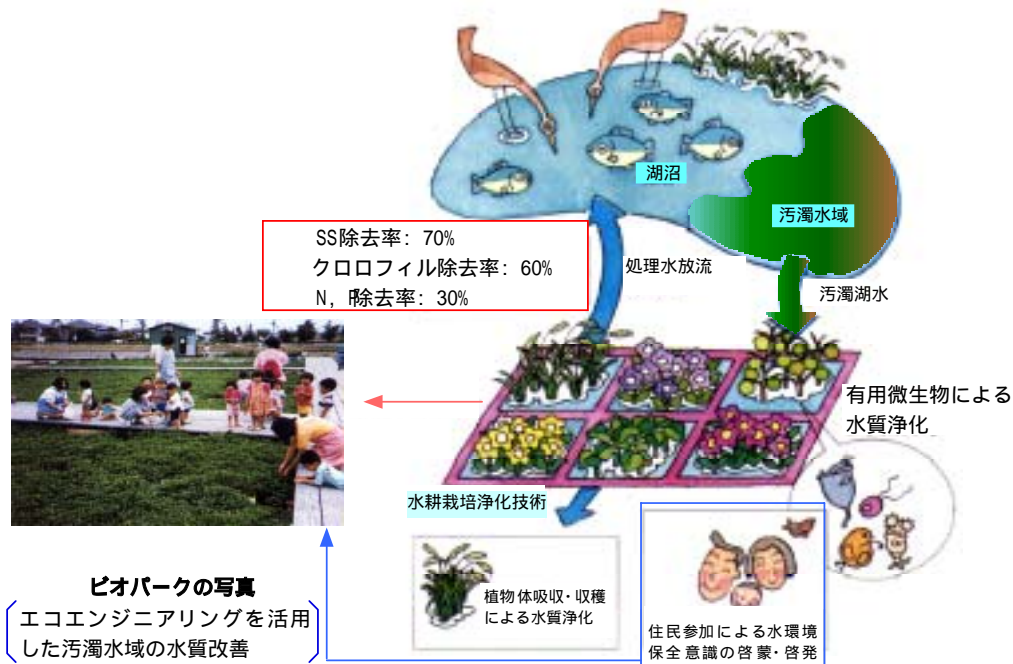 湖沼
汚濁水域
SS除去率: 70%
クロロフィル除去率: 60%
N, P除去率: 30%
処理水放流
汚濁湖水
有用微生物による
水質浄化
水耕栽培浄化技術
植物体吸収・収穫
による水質浄化
住民参加による水環境
保全意識の啓蒙・啓発
ビオパークの写真
エコエンジニアリングを活用
した汚濁水域の水質改善